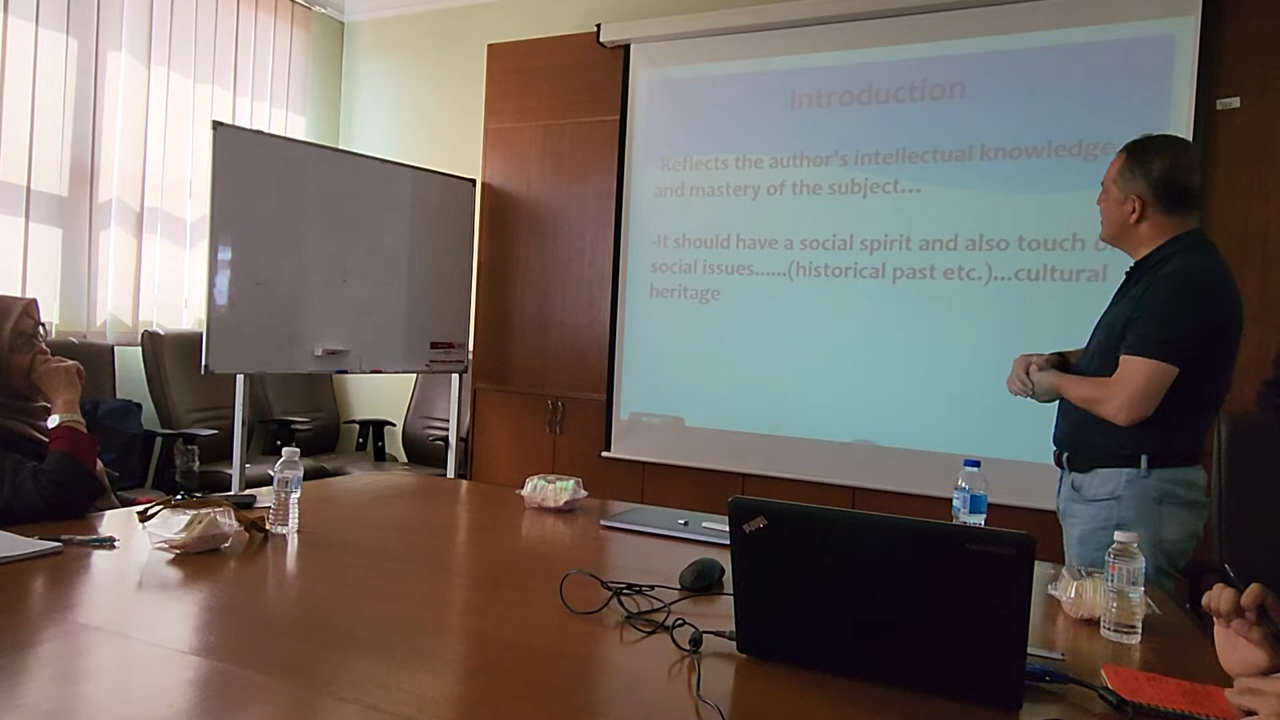 Introduction
-Reflects the author's intellectual knowledge
and mastery of the subject...
-It should have a social spirit and also touch
social issues......(historical past etc.)...cultural
heritage